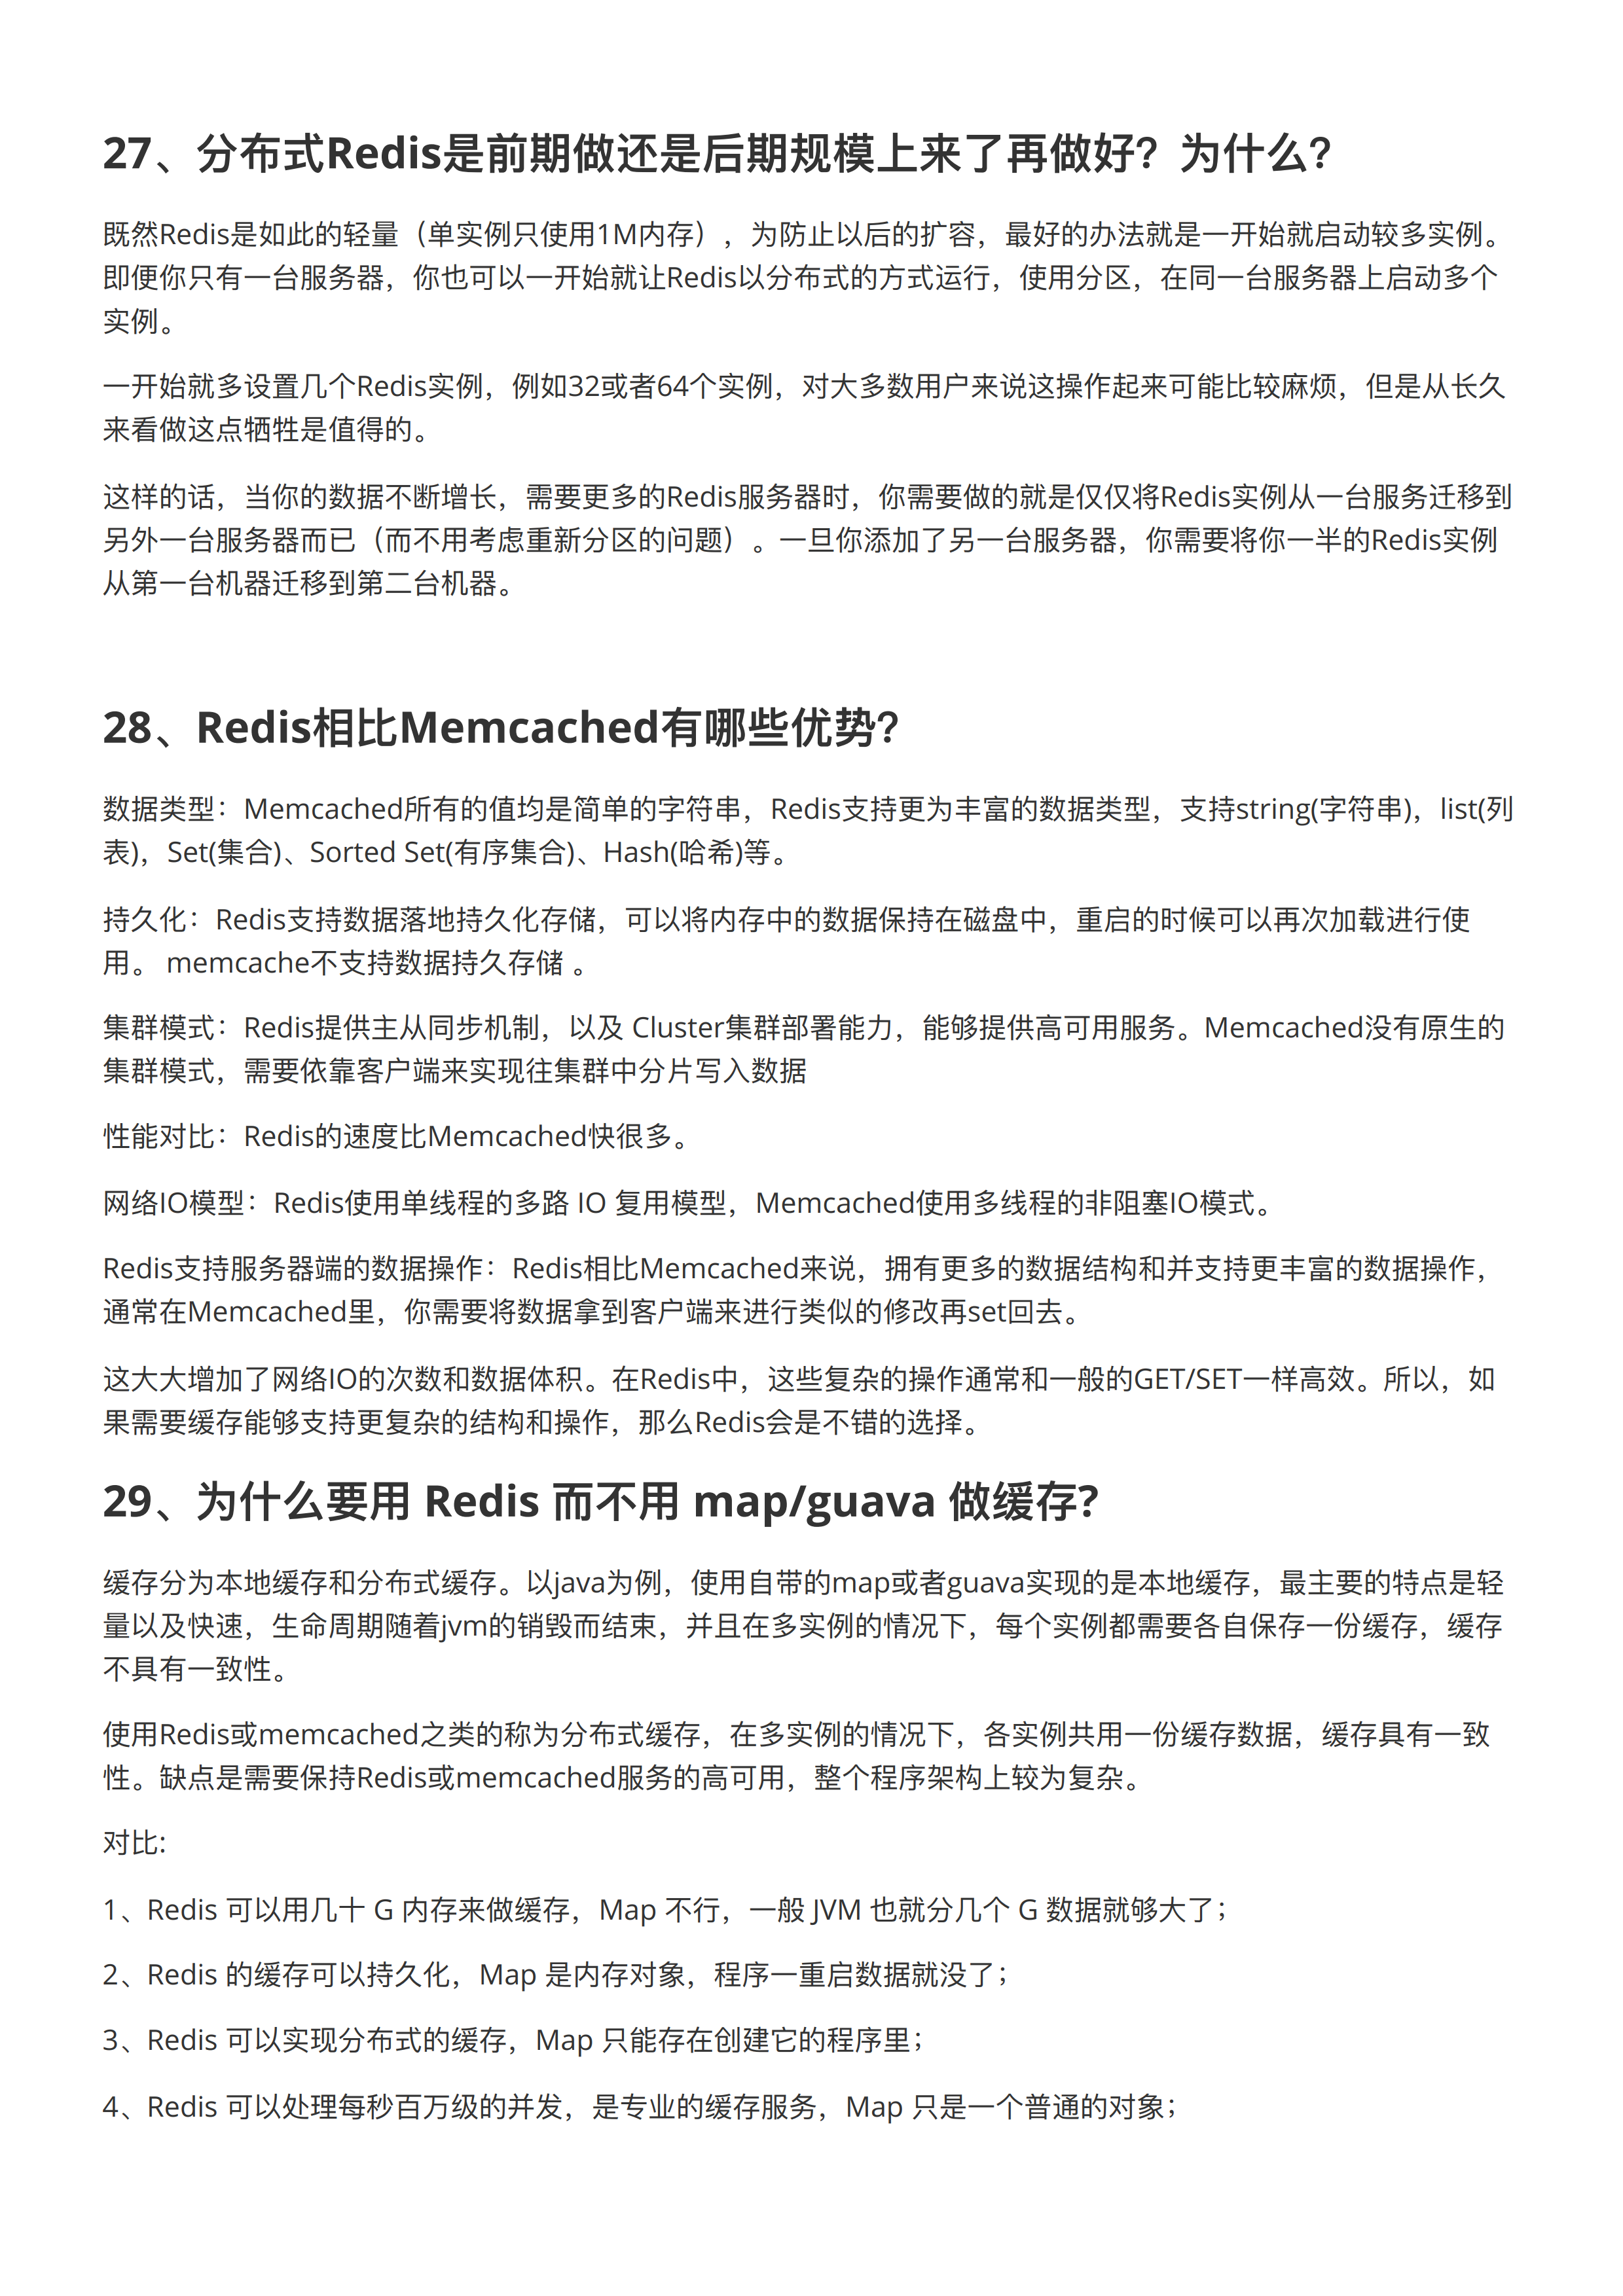 27、分布式Redis是前期做还是后期规模上来了再做好？为什么？
既然Redis是如此的轻量（单实例只使用1M内存），为防止以后的扩容，最好的办法就是一开始就启动较多实例。
即便你只有一台服务器，你也可以一开始就让Redis以分布式的方式运行，使用分区，在同一台服务器上启动多个
实例。
一开始就多设置几个Redis实例，例如32或者64个实例，对大多数用户来说这操作起来可能比较麻烦，但是从长久
来看做这点牺牲是值得的。
这样的话，当你的数据不断增长，需要更多的Redis服务器时，你需要做的就是仅仅将Redis实例从一台服务迁移到
另外一台服务器而已（而不用考虑重新分区的问题）。一旦你添加了另一台服务器，你需要将你一半的Redis实例
从第一台机器迁移到第二台机器。
28、Redis相比Memcached有哪些优势？
数据类型：Memcached所有的值均是简单的字符串，Redis支持更为丰富的数据类型，支持string(字符串)，list(列
表)，Set(集合)、Sorted Set(有序集合)、Hash(哈希)等。
持久化：Redis支持数据落地持久化存储，可以将内存中的数据保持在磁盘中，重启的时候可以再次加载进行使
用。 memcache不支持数据持久存储 。
集群模式：Redis提供主从同步机制，以及 Cluster集群部署能力，能够提供高可用服务。Memcached没有原生的
集群模式，需要依靠客户端来实现往集群中分片写入数据
性能对比：Redis的速度比Memcached快很多。
网络IO模型：Redis使用单线程的多路 IO 复用模型，Memcached使用多线程的非阻塞IO模式。
Redis支持服务器端的数据操作：Redis相比Memcached来说，拥有更多的数据结构和并支持更丰富的数据操作，
通常在Memcached里，你需要将数据拿到客户端来进行类似的修改再set回去。
这大大增加了网络IO的次数和数据体积。在Redis中，这些复杂的操作通常和一般的GET/SET一样高效。所以，如
果需要缓存能够支持更复杂的结构和操作，那么Redis会是不错的选择。
29、为什么要用 Redis 而不用 map/guava 做缓存?
缓存分为本地缓存和分布式缓存。以java为例，使用自带的map或者guava实现的是本地缓存，最主要的特点是轻
量以及快速，生命周期随着jvm的销毁而结束，并且在多实例的情况下，每个实例都需要各自保存一份缓存，缓存
不具有一致性。
使用Redis或memcached之类的称为分布式缓存，在多实例的情况下，各实例共用一份缓存数据，缓存具有一致
性。缺点是需要保持Redis或memcached服务的高可用，整个程序架构上较为复杂。
对比:
1、Redis 可以用几十 G 内存来做缓存，Map 不行，一般 JVM 也就分几个 G 数据就够大了；
2、Redis 的缓存可以持久化，Map 是内存对象，程序一重启数据就没了；
3、Redis 可以实现分布式的缓存，Map 只能存在创建它的程序里；
4、Redis 可以处理每秒百万级的并发，是专业的缓存服务，Map 只是一个普通的对象；